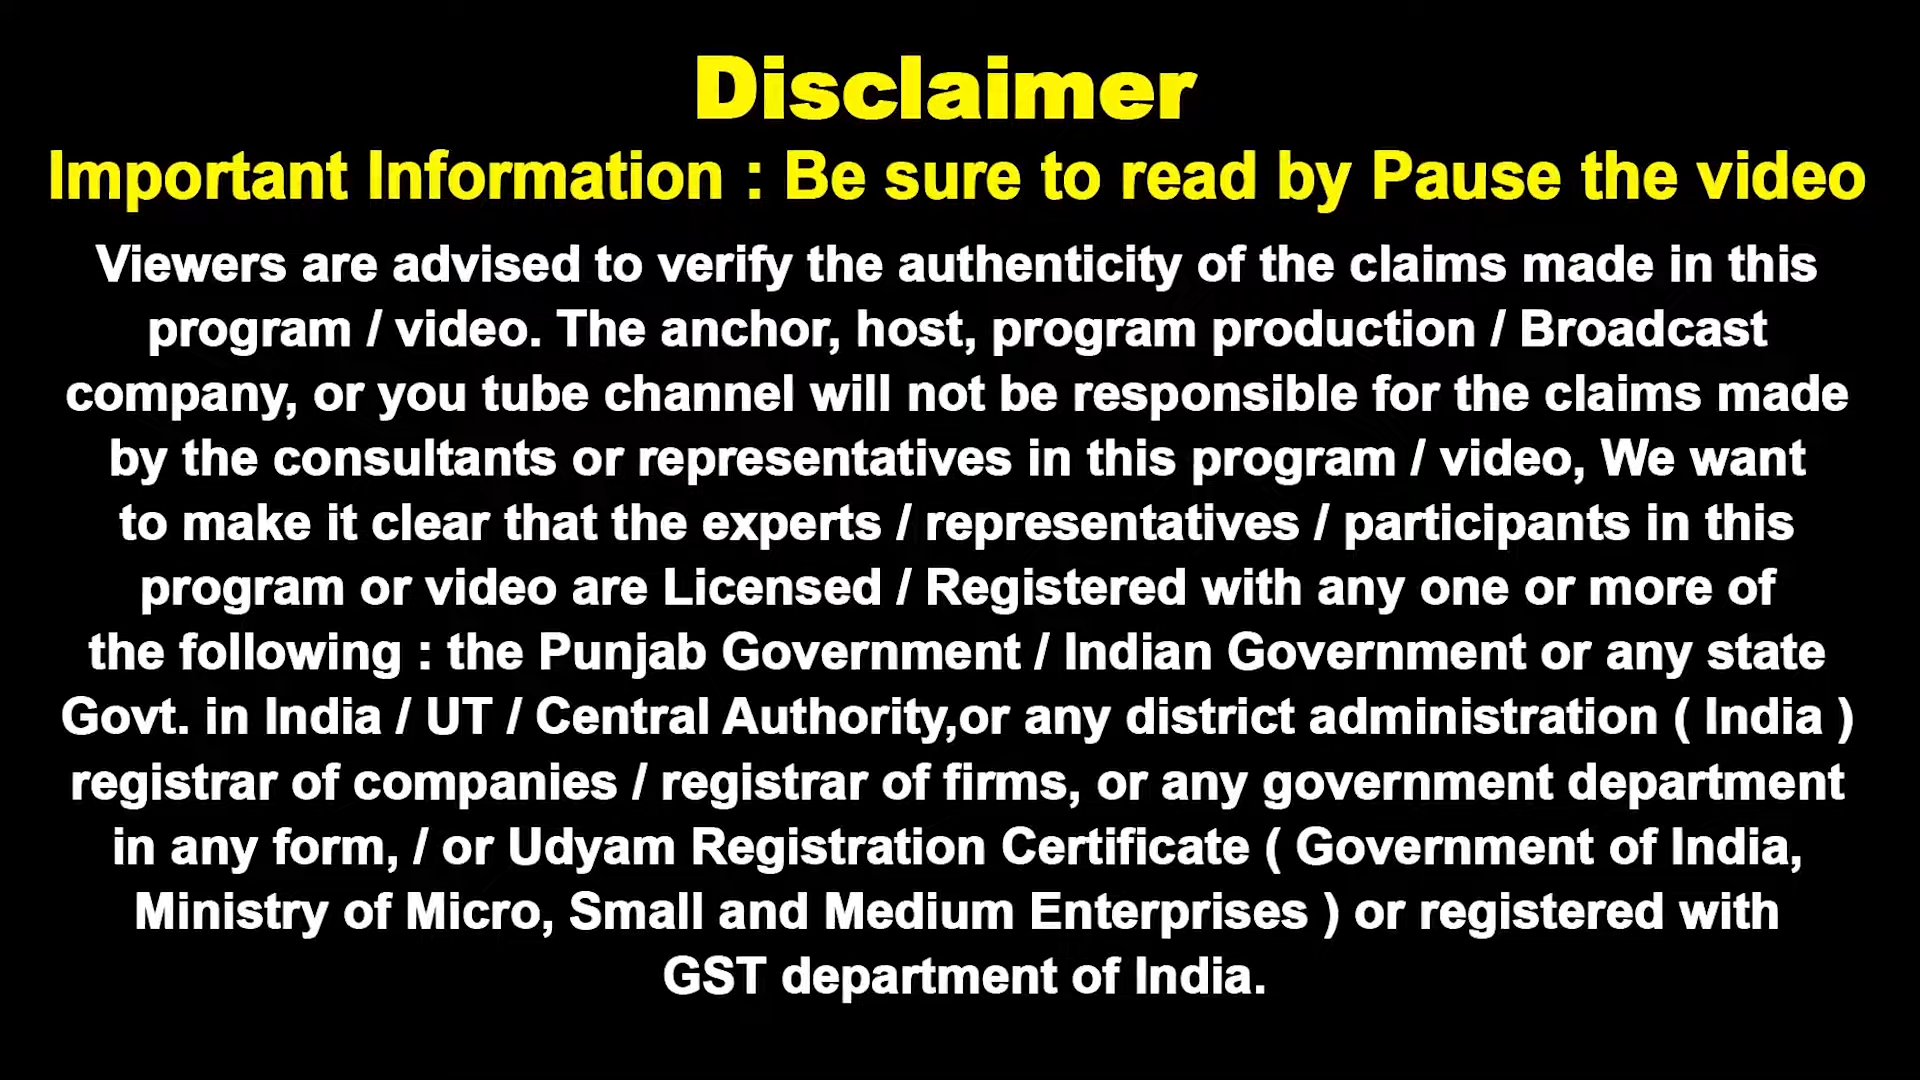 Disclaimer
Important Information : Be sure to read by Pause the video
Viewers are advised to verify the authenticity of the claims made in this
program / video. The anchor, host, program production / Broadcast
company, or you tube channel will not be responsible for the claims made
by the consultants or representatives in this program / video, We want
to make it clear that the experts / representatives / participants in this
program or video are Licensed / Registered with any one or more of
the following : the Punjab Government / Indian Government or any state
Govt. in India / UT / Central Authority,or any district administration ( India )
registrar of companies / registrar of firms, or any government department
in any form, / or Udyam Registration Certificate ( Government of India,
Ministry of Micro, Small and Medium Enterprises ) or registered with
GST department of India.